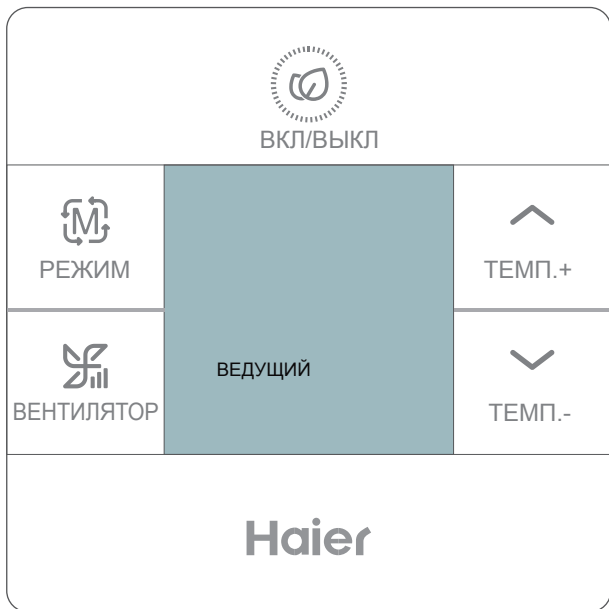 ВКЛ/ВЫКЛ
M
РЕЖИМ
ТЕМП.+
ВЕДУЩИЙ
ВЕНТИЛЯТОР
ТЕМП.-
Haier